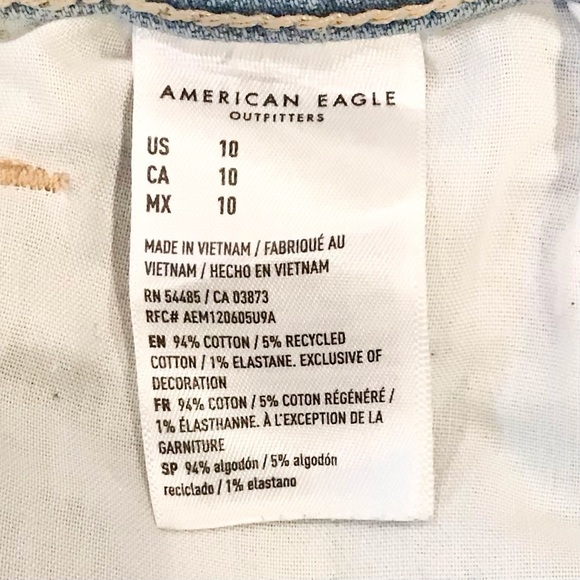 AMERICAN EAGLE
OUTFITTERS
US 10
CA 10
MX 10
MADE IN VIETNAM / FABRIQUÉ AU
VIETNAM / HECHO EN VIETNAM
RN 54485 / CA 03873
RFC# AEM120605U9A
EN 94% COTTON / 5% RECYCLED
COTTON / 1% ELASTANE. EXCLUSIVE OF
DECORATION
FR 94% COTON / 5% COTON RÉGÉNÉRÉ /
1% ÉLASTHANNE. À L'EXCEPTION DE LA
GARNITURE
SP 94% algodón / 5% algodón
reciclado / 1% elastano